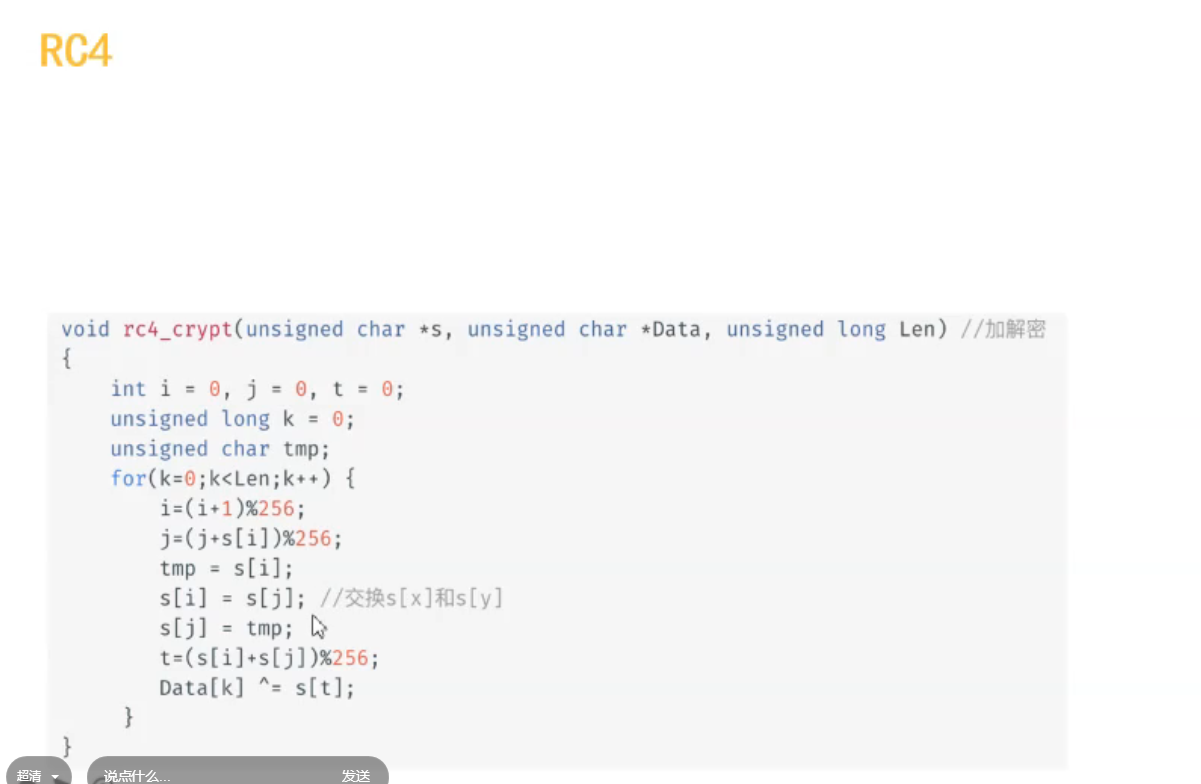 RC4
void rc4_crypt(unsigned char *s, unsigned char *Data, unsigned long Len) //加解密
{
    int i = 0, j = 0, t = 0;
    unsigned long k = 0;
    unsigned char tmp;
    for(k=0;k<Len;k++) {
        i=(i+1)%256;
        j=(j+s[i])%256;
        tmp = s[i];
        s[i] = s[j]; //交换s[x]和s[y]
        s[j] = tmp;
        t=(s[i]+s[j])%256;
        Data[k] ^= s[t];
     }
}
超清 说点什么... 发送